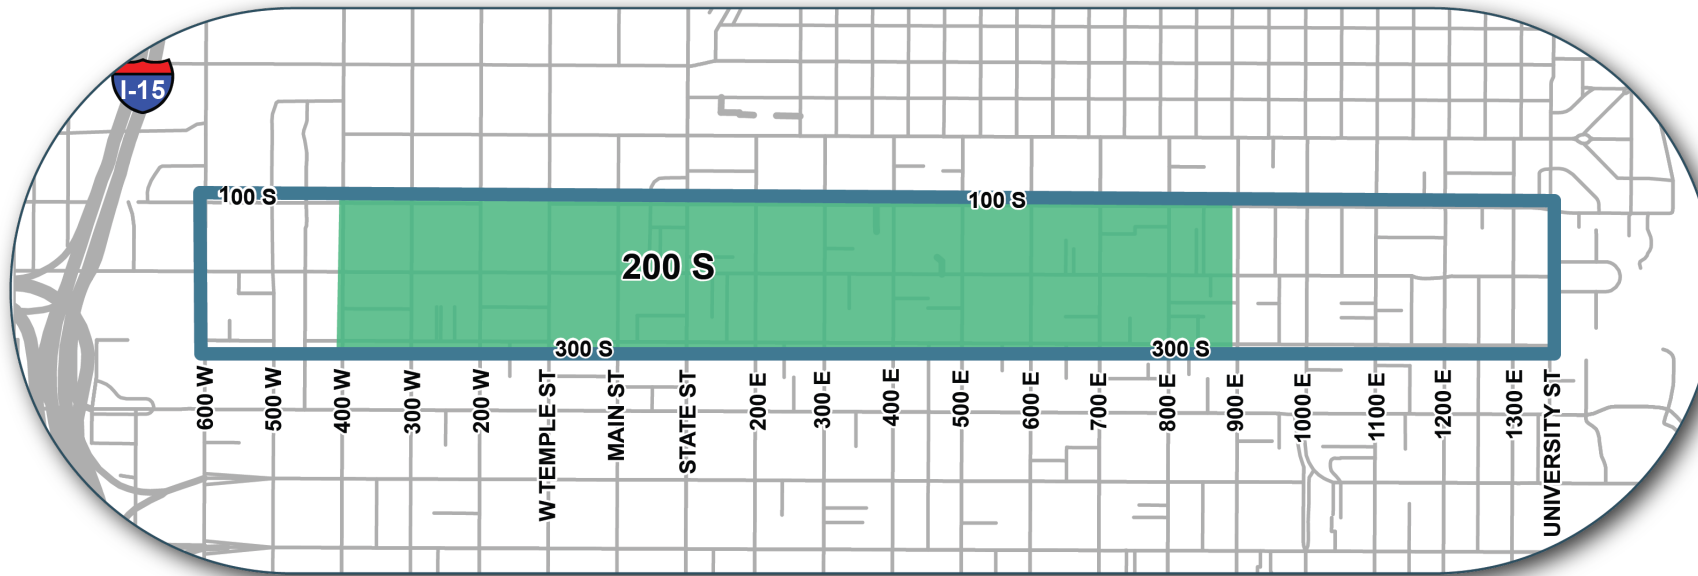 I-15
100 S
100 S
200 S
300 S
300 S
600 W
500 W
400 W
300 W
200 W
W TEMPLE ST
MAIN ST
STATE ST
200 E
300 E
400 E
500 E
600 E
700 E
800 E
900 E
1000 E
1100 E
1200 E
1300 E
UNIVERSITY ST